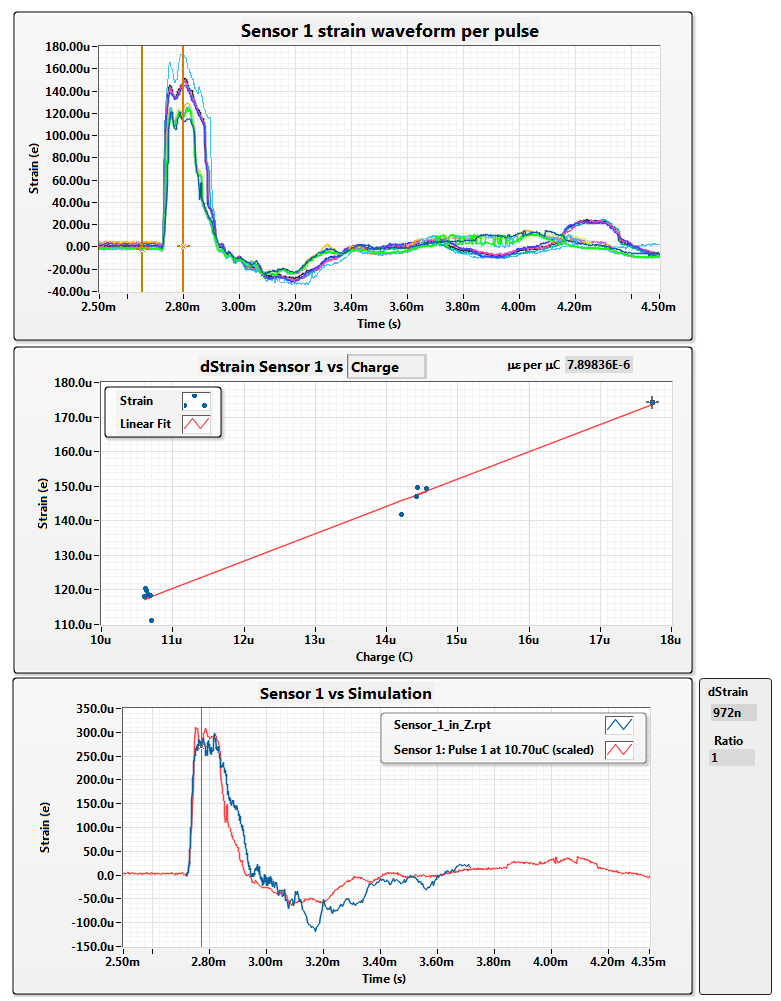 Sensor 1 strain waveform per pulse
180.00u
160.00u
140.00u
120.00u
100.00u
80.00u
60.00u
40.00u
20.00u
0.00
-20.00u
-40.00u
Strain (e)
2.50m 2.80m 3.00m 3.20m 3.40m 3.60m 3.80m 4.00m 4.20m 4.50m
Time (s)
dStrain Sensor 1 vs Charge
µε per µC 7.89836E-6
180.0u
170.0u
160.0u
150.0u
140.0u
130.0u
120.0u
110.0u
Strain (e)
Strain
Linear Fit
10u 11u 12u 13u 14u 15u 16u 17u 18u
Charge (C)
Sensor 1 vs Simulation
350.0u
300.0u
250.0u
200.0u
150.0u
100.0u
50.0u
0.0
-50.0u
-100.0u
-150.0u
Strain (e)
Sensor_1_in_Z.rpt
Sensor 1: Pulse 1 at 10.70uC (scaled)
2.50m 2.80m 3.00m 3.20m 3.40m 3.60m 3.80m 4.00m 4.20m 4.35m
Time (s)
dStrain
972n
Ratio
1